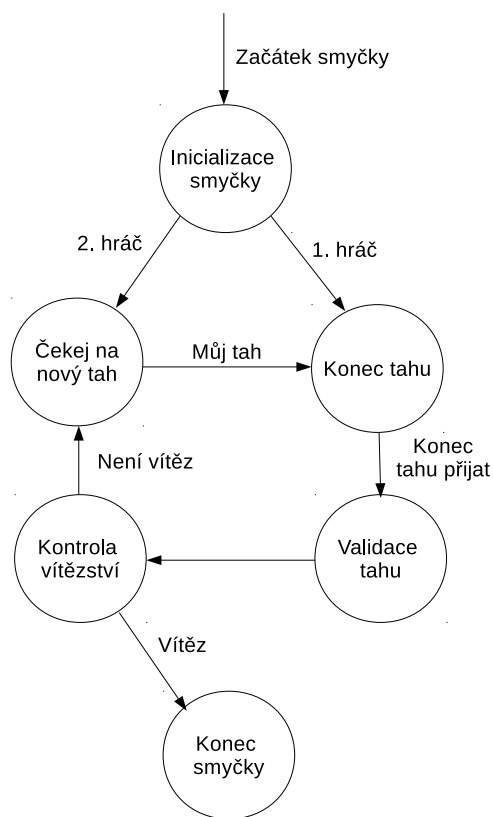 Začátek smyčky
Inicializace
smyčky
2. hráč
1. hráč
Čekej na
nový tah
Můj tah
Konec tahu
Konec
tahu přijat
Není vítěz
Kontrola
vítězství
Validace
tahu
Vítěz
Konec
smyčky